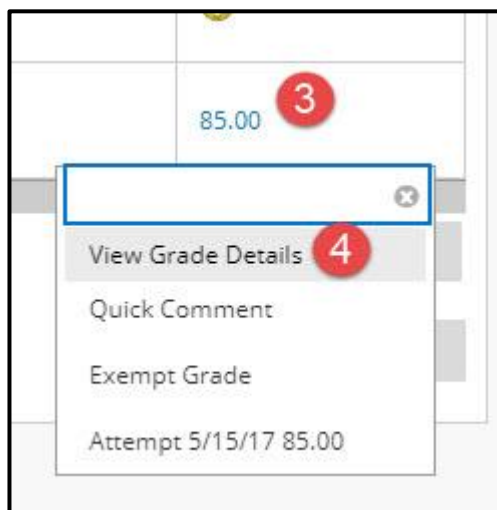 85.00 3
View Grade Details 4
Quick Comment
Exempt Grade
Attempt 5/15/17 85.00